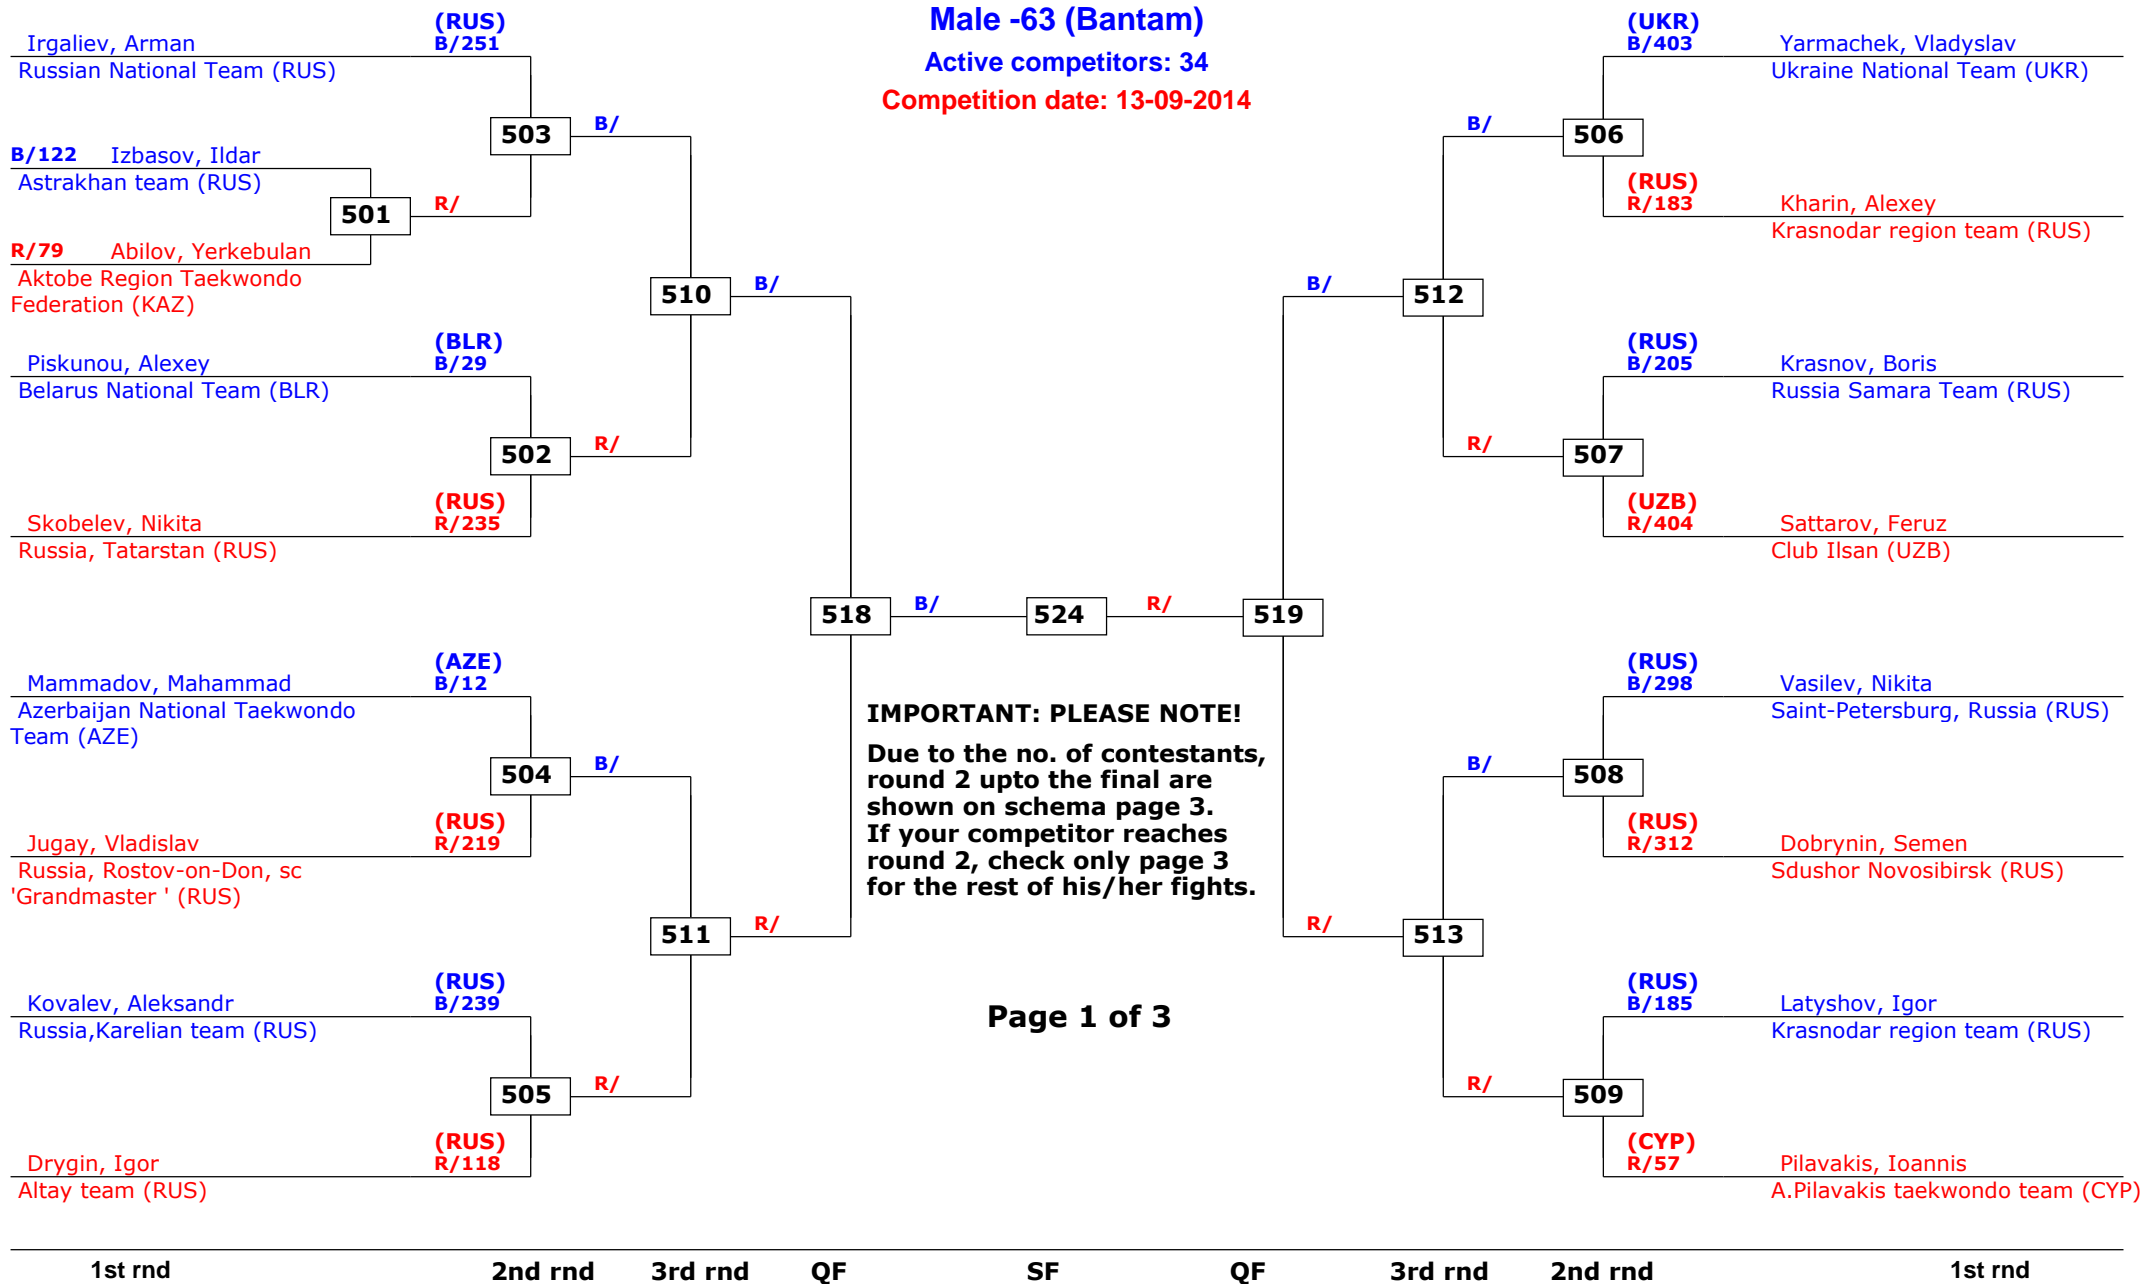 Male -63 (Bantam)
Active competitors: 34
Competition date: 13-09-2014
(RUS)
Irgaliev, Arman B/251
Russian National Team (RUS)
503
B/
B/122 Izbasov, Ildar
Astrakhan team (RUS)
501
R/
R/79 Abilov, Yerkebulan
Aktobe Region Taekwondo
Federation (KAZ)
510
B/
(BLR)
Piskunou, Alexey B/29
Belarus National Team (BLR)
502
R/
(RUS)
Skobelev, Nikita R/235
Russia, Tatarstan (RUS)
518
B/
524
R/
519
(AZE)
Mammadov, Mahammad B/12
Azerbaijan National Taekwondo
Team (AZE)
504
B/
(RUS)
Jugay, Vladislav R/219
Russia, Rostov-on-Don, sc
'Grandmaster ' (RUS)
511
R/
(RUS)
Kovalev, Aleksandr B/239
Russia,Karelian team (RUS)
505
R/
(RUS)
Drygin, Igor R/118
Altay team (RUS)
IMPORTANT: PLEASE NOTE!
Due to the no. of contestants,
round 2 upto the final are
shown on schema page 3.
If your competitor reaches
round 2, check only page 3
for the rest of his/her fights.
Page 1 of 3
(UKR)
B/403 Yarmachek, Vladyslav
Ukraine National Team (UKR)
B/
506
(RUS)
R/183 Kharin, Alexey
Krasnodar region team (RUS)
B/
512
(RUS)
B/205 Krasnov, Boris
Russia Samara Team (RUS)
R/
507
(UZB)
R/404 Sattarov, Feruz
Club Ilsan (UZB)
(RUS)
B/298 Vasilev, Nikita
Saint-Petersburg, Russia (RUS)
B/
508
(RUS)
R/312 Dobrynin, Semen
Sdushor Novosibirsk (RUS)
R/
513
(RUS)
B/185 Latyshov, Igor
Krasnodar region team (RUS)
R/
509
(CYP)
R/57 Pilavakis, Ioannis
A.Pilavakis taekwondo team (CYP)
1st rnd 2nd rnd 3rd rnd QF SF QF 3rd rnd 2nd rnd 1st rnd